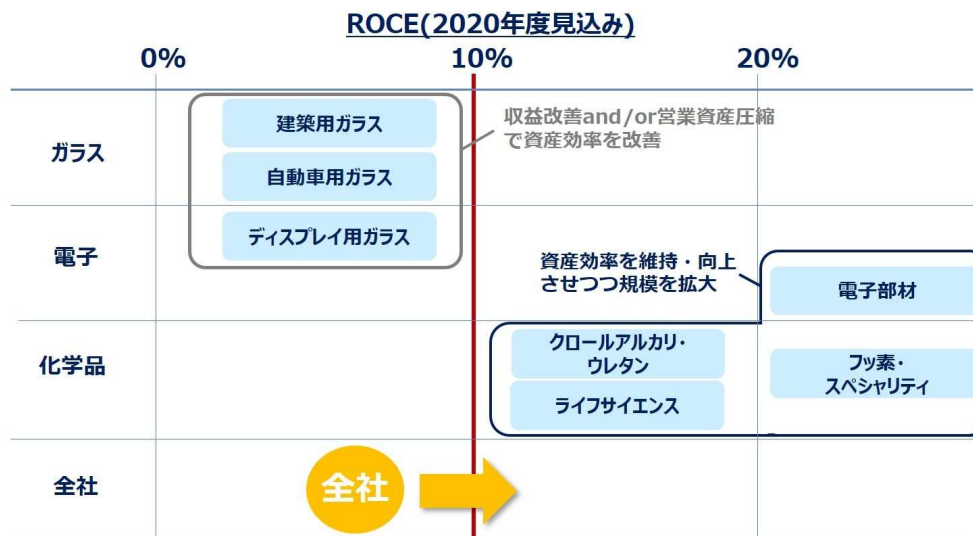 ROCE(2020年度見込み)
0%
10%
20%
ガラス
建築用ガラス
自動車用ガラス
収益改善and/or営業資産圧縮
で資産効率を改善
電子
ディスプレイ用ガラス
資産効率を維持・向上
させつつ規模を拡大
電子部材
化学品
クロールアルカリ・
ウレタン
ライフサイエンス
フッ素・
スペシャリティ
全社
全社